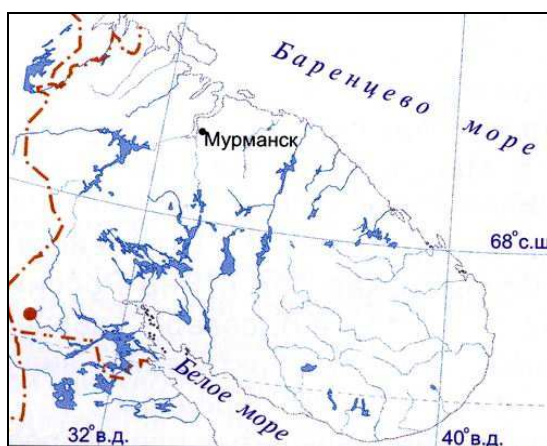 Баренцево
море
Мурманск
68°с.ш
Белое море
32°в.д.
40°в.д.